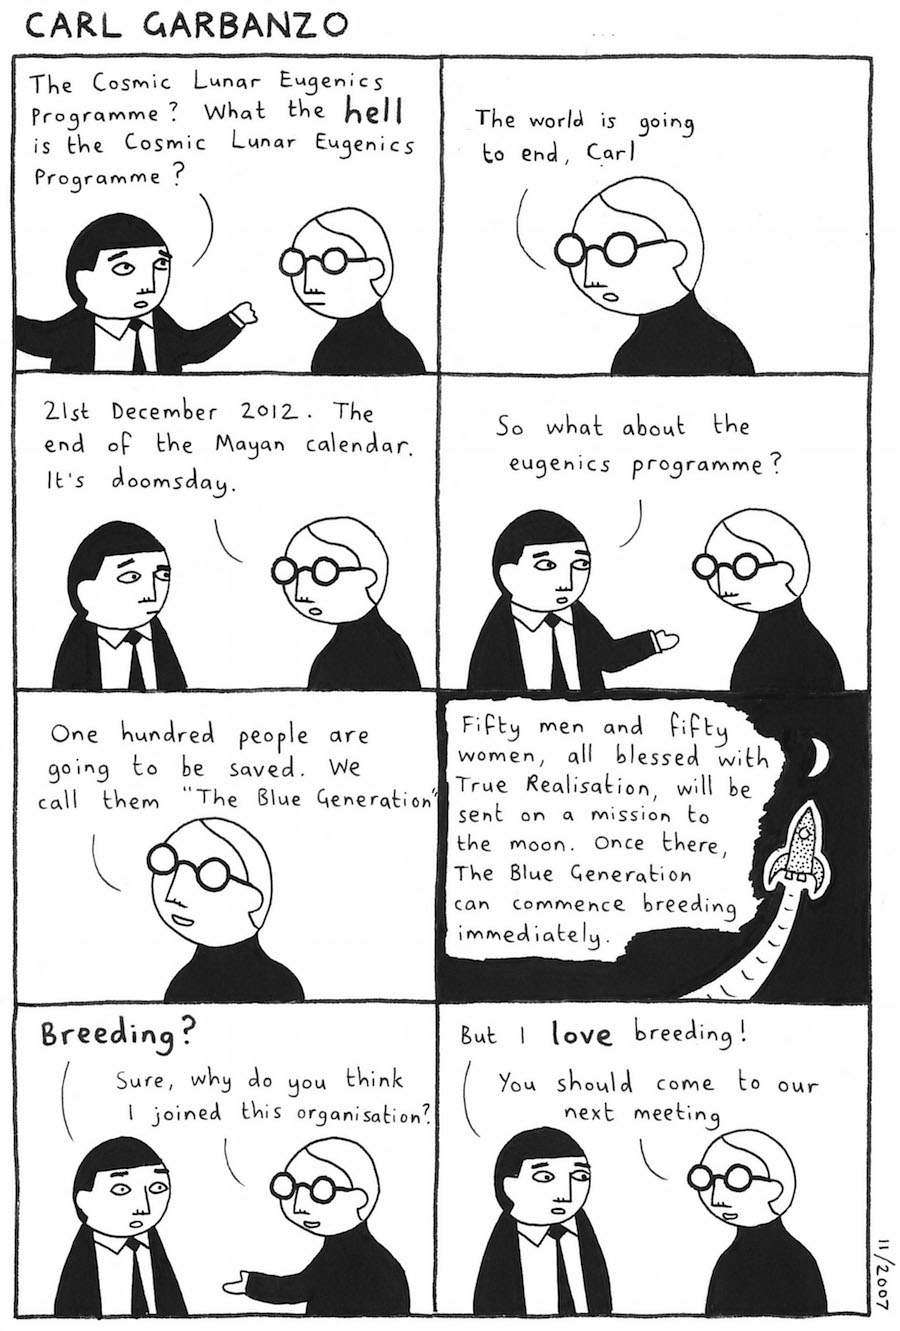 CARL GARBANZO
The Cosmic Lunar Eugenics
Programme? What the hell
is the Cosmic Lunar Eugenics
Programme?
The world is going
to end, Carl
21st December 2012. The
end of the Mayan calendar.
It's doomsday.
So what about the
eugenics programme?
One hundred people are
going to be saved. We
call them "The Blue Generation"
Fifty men and fifty
women, all blessed with
True Realisation, will be
sent on a mission to
the moon. Once there,
The Blue Generation
can commence breeding
immediately.
Breeding?
Sure, why do you think
I joined this organisation?
But I love breeding!
You should come to our
next meeting
11/2007